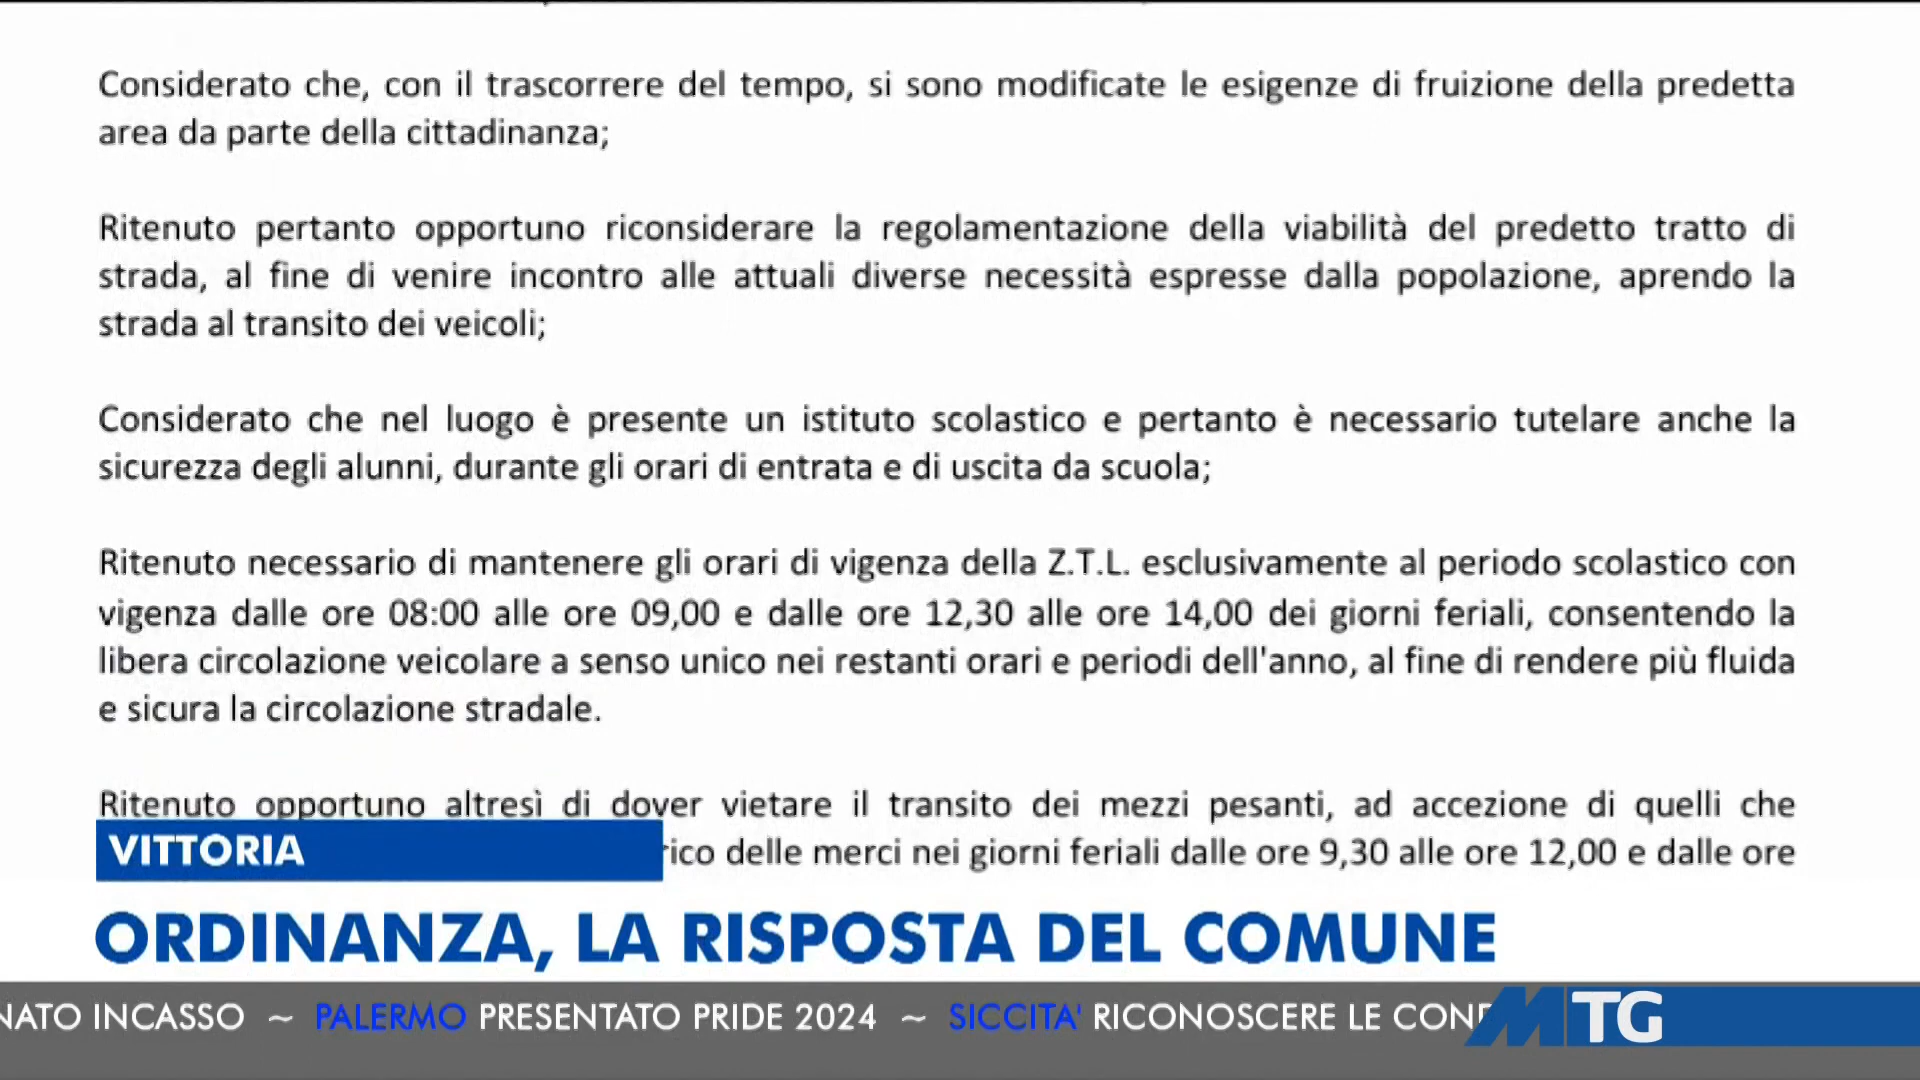 Considerato che, con il trascorrere del tempo, si sono modificate le esigenze di fruizione della predetta
area da parte della cittadinanza;
Ritenuto pertanto opportuno riconsiderare la regolamentazione della viabilità del predetto tratto di
strada, al fine di venire incontro alle attuali diverse necessità espresse dalla popolazione, aprendo la
strada al transito dei veicoli;
Considerato che nel luogo è presente un istituto scolastico e pertanto è necessario tutelare anche la
sicurezza degli alunni, durante gli orari di entrata e di uscita da scuola;
Ritenuto necessario di mantenere gli orari di vigenza della Z.T.L. esclusivamente al periodo scolastico con
vigenza dalle ore 08:00 alle ore 09,00 e dalle ore 12,30 alle ore 14,00 dei giorni feriali, consentendo la
libera circolazione veicolare a senso unico nei restanti orari e periodi dell'anno, al fine di rendere più fluida
e sicura la circolazione stradale.
Ritenuto opportuno altresì di dover vietare il transito dei mezzi pesanti, ad accezione di quelli che
rico delle merci nei giorni feriali dalle ore 9,30 alle ore 12,00 e dalle ore
VITTORIA
ORDINANZA, LA RISPOSTA DEL COMUNE
NATO INCASSO ~ PALERMO PRESENTATO PRIDE 2024 ~ SICCITA' RICONOSCERE LE CON
MTG